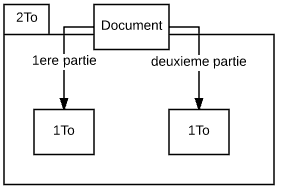 2To
Document
1ere partie
deuxieme partie
1To
1To